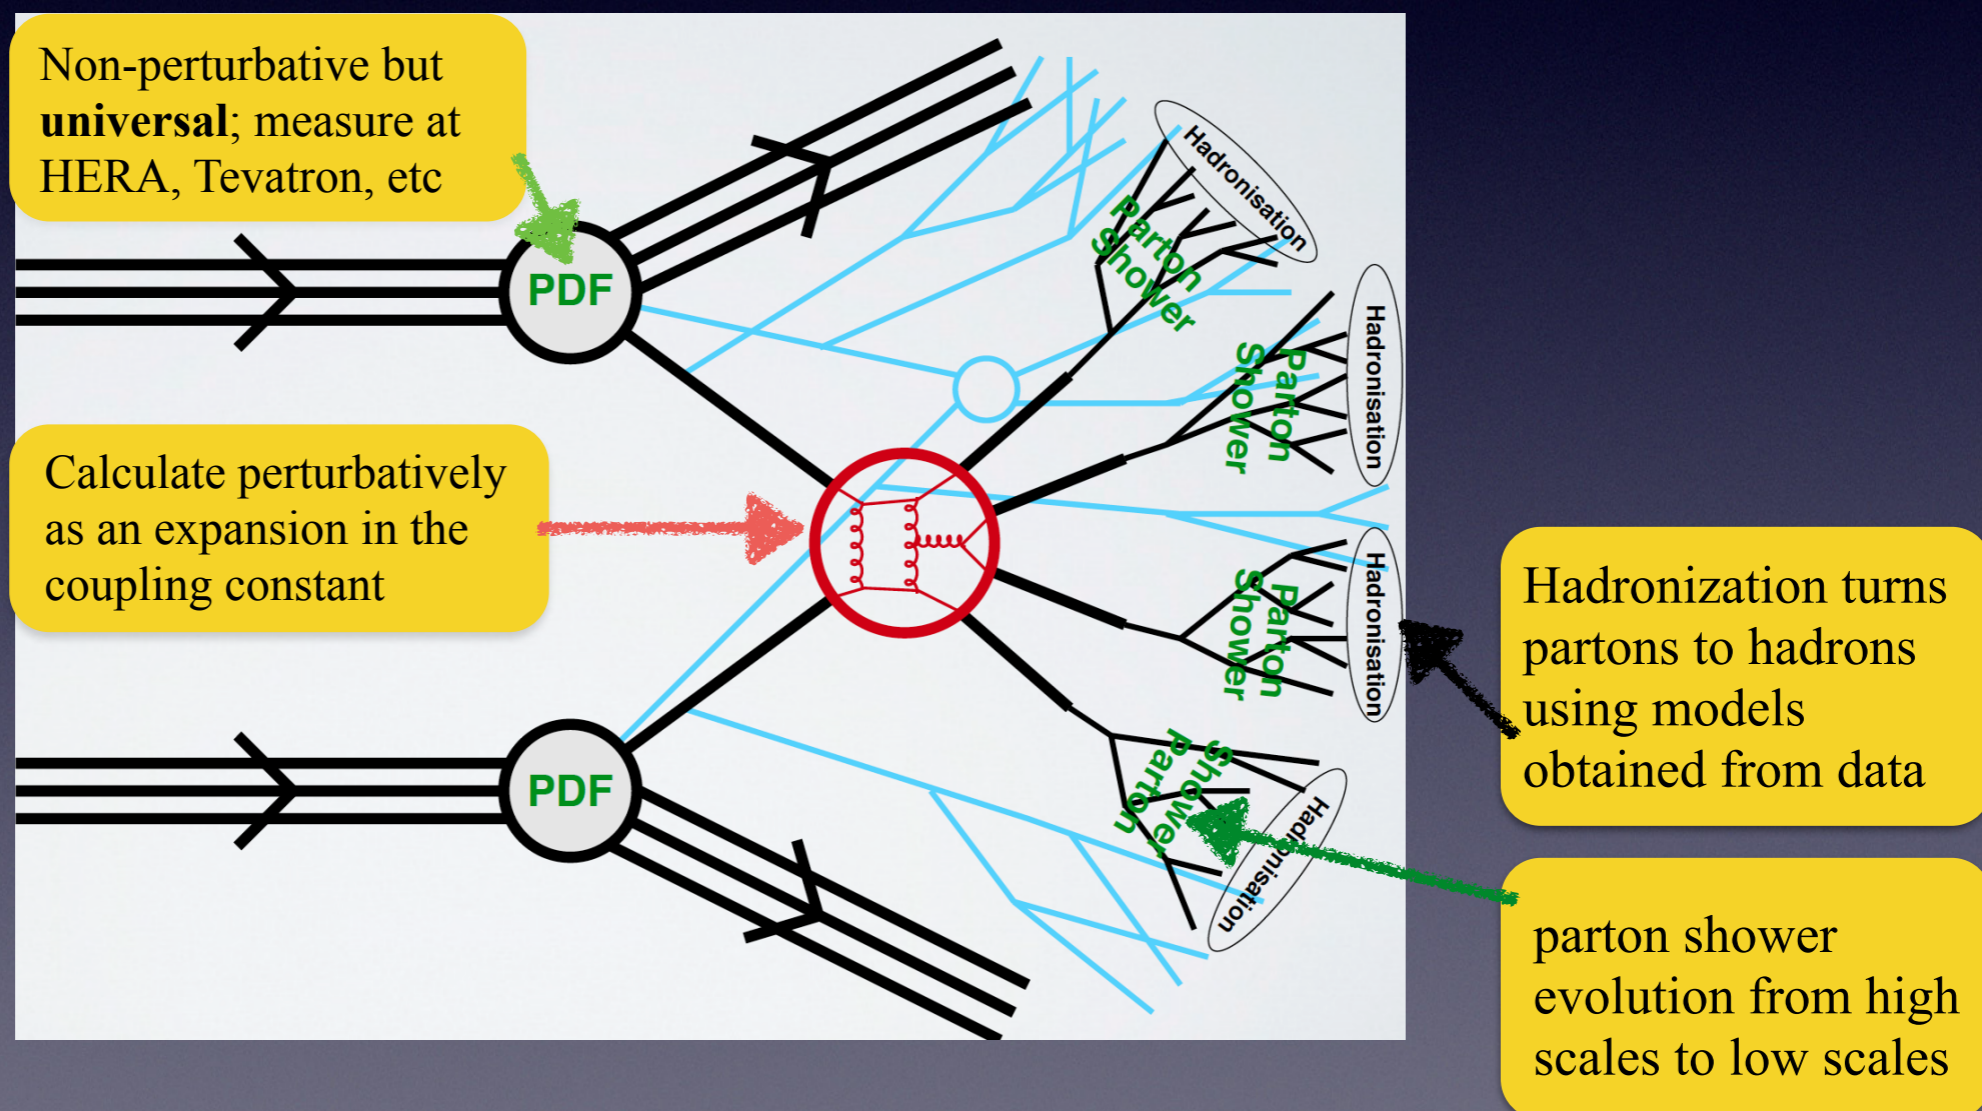 Non-perturbative but
universal; measure at
HERA, Tevatron, etc
PDF
Parton
Shower
Hadronisation
Parton
Shower
Hadronisation
Calculate perturbatively
as an expansion in the
coupling constant
Parton
Shower
Hadronisation
Hadronization turns
partons to hadrons
using models
obtained from data
PDF
Parton
Shower
Hadronisation
parton shower
evolution from high
scales to low scales